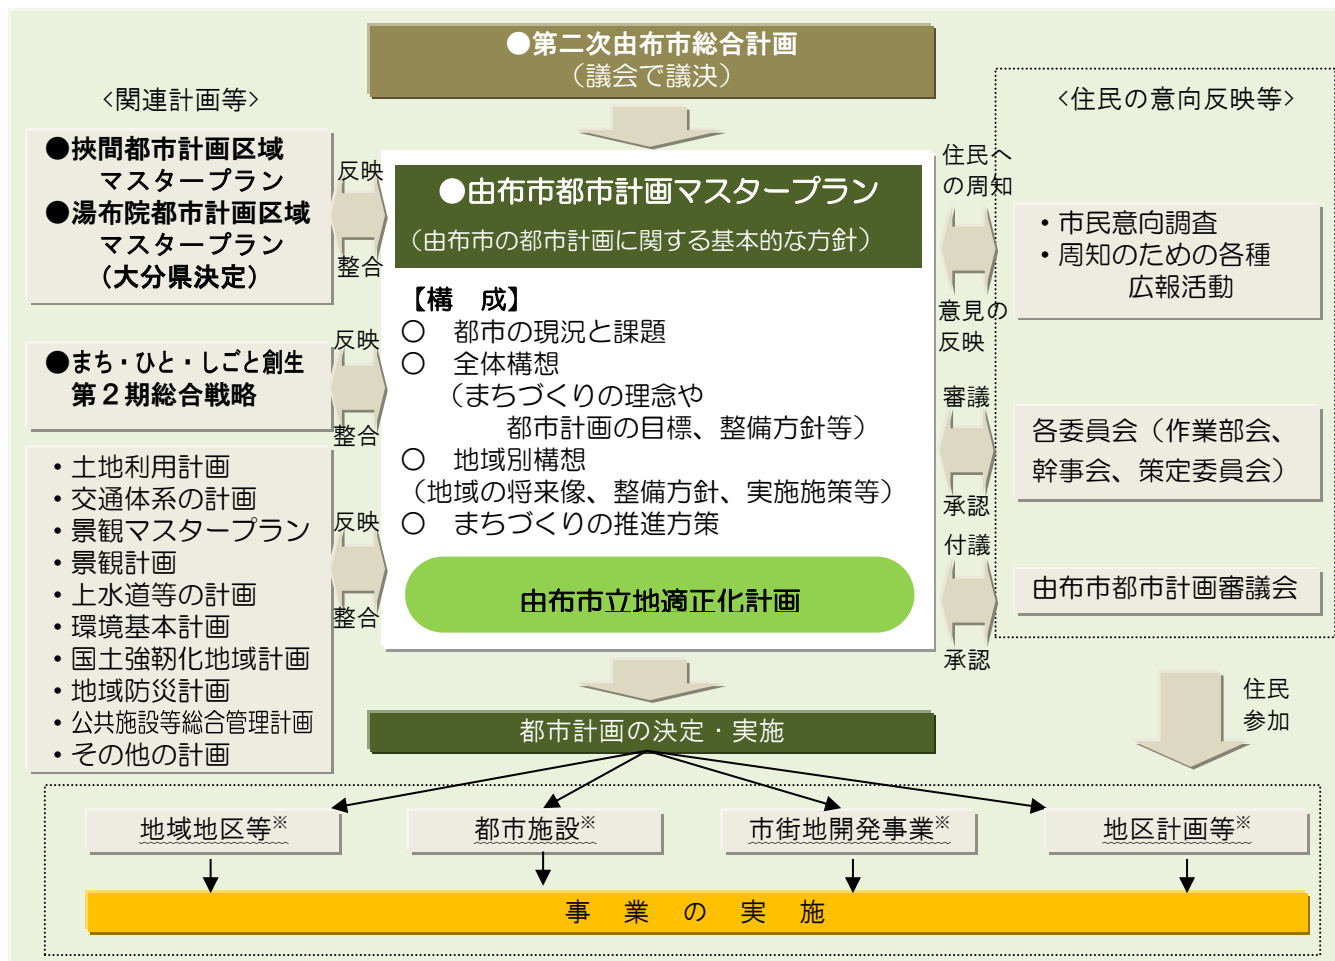 ●第二次由布市総合計画
（議会で議決）
<関連計画等>
●挾間都市計画区域
マスタープラン
●湯布院都市計画区域
マスタープラン
（大分県決定）
反映
整合
●まち・ひと・しごと創生
第２期総合戦略
反映
整合
・土地利用計画
・交通体系の計画
・景観マスタープラン
・景観計画
・上水道等の計画
・環境基本計画
・国土強靱化地域計画
・地域防災計画
・公共施設等総合管理計画
・その他の計画
反映
整合
●由布市都市計画マスタープラン
（由布市の都市計画に関する基本的な方針）
【構　成】
○　都市の現況と課題
○　全体構想
（まちづくりの理念や
都市計画の目標、整備方針等）
○　地域別構想
（地域の将来像、整備方針、実施施策等）
○　まちづくりの推進方策
由布市立地適正化計画
<住民の意向反映等>
住民へ
の周知
意見の
反映
・市民意向調査
・周知のための各種
広報活動
審議
承認
各委員会（作業部会、
幹事会、策定委員会）
付議
承認
由布市都市計画審議会
住民
参加
都市計画の決定・実施
地域地区等※
都市施設※
市街地開発事業※
地区計画等※
事　業　の　実　施